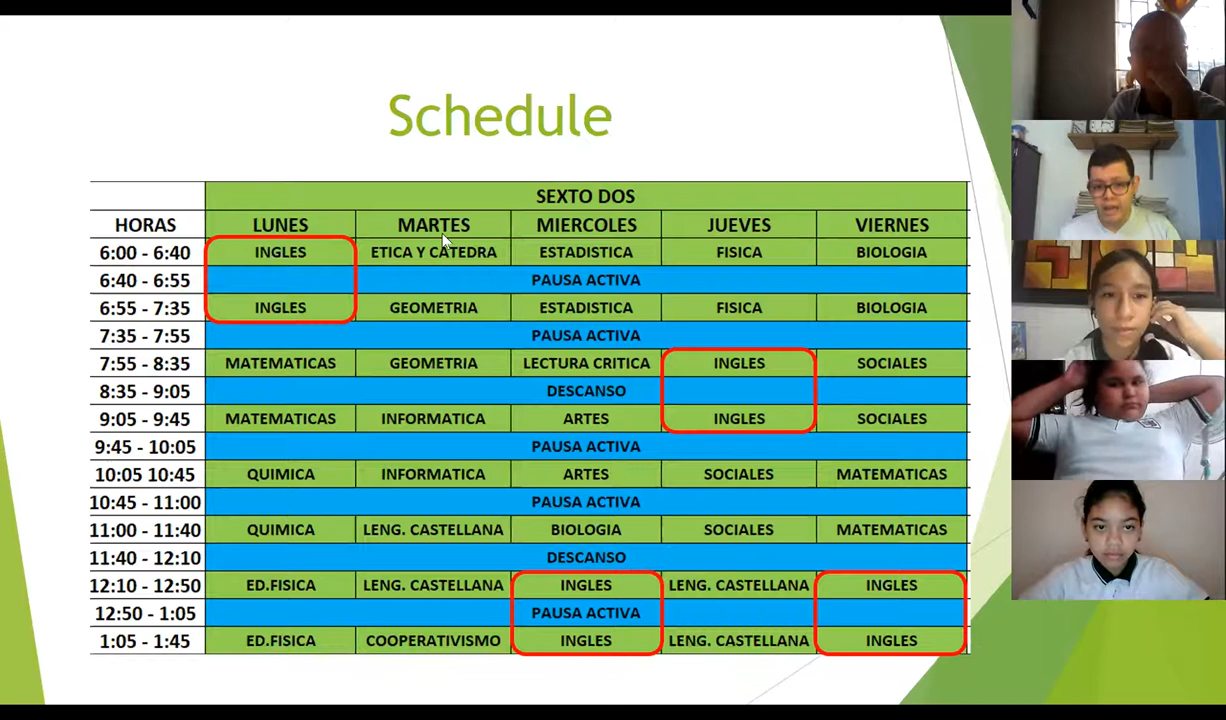 Schedule
SEXTO DOS
HORAS LUNES MARTES MIERCOLES JUEVES VIERNES
6:00 - 6:40 INGLES ETICA Y CATEDRA ESTADISTICA FISICA BIOLOGIA
6:40 - 6:55 PAUSA ACTIVA
6:55 - 7:35 INGLES GEOMETRIA ESTADISTICA FISICA BIOLOGIA
7:35 - 7:55 PAUSA ACTIVA
7:55 - 8:35 MATEMATICAS GEOMETRIA LECTURA CRITICA INGLES SOCIALES
8:35 - 9:05 DESCANSO
9:05 - 9:45 MATEMATICAS INFORMATICA ARTES INGLES SOCIALES
9:45 - 10:05 PAUSA ACTIVA
10:05 10:45 QUIMICA INFORMATICA ARTES SOCIALES MATEMATICAS
10:45 - 11:00 PAUSA ACTIVA
11:00 - 11:40 QUIMICA LENG. CASTELLANA BIOLOGIA SOCIALES MATEMATICAS
11:40 - 12:10 DESCANSO
12:10 - 12:50 ED.FISICA LENG. CASTELLANA INGLES LENG. CASTELLANA INGLES
12:50 - 1:05 PAUSA ACTIVA
1:05 - 1:45 ED.FISICA COOPERATIVISMO INGLES LENG. CASTELLANA INGLES